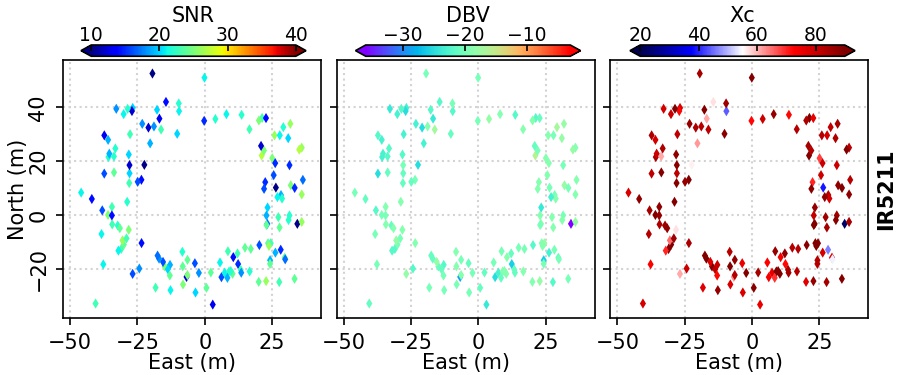 SNR DBV Xc
10 20 30 40 −30 −20 −10 20 40 60 80
40
20
0
−20
North (m)
IR5211
−50 −25 0 25 −50 −25 0 25 −50 −25 0 25
East (m) East (m) East (m)